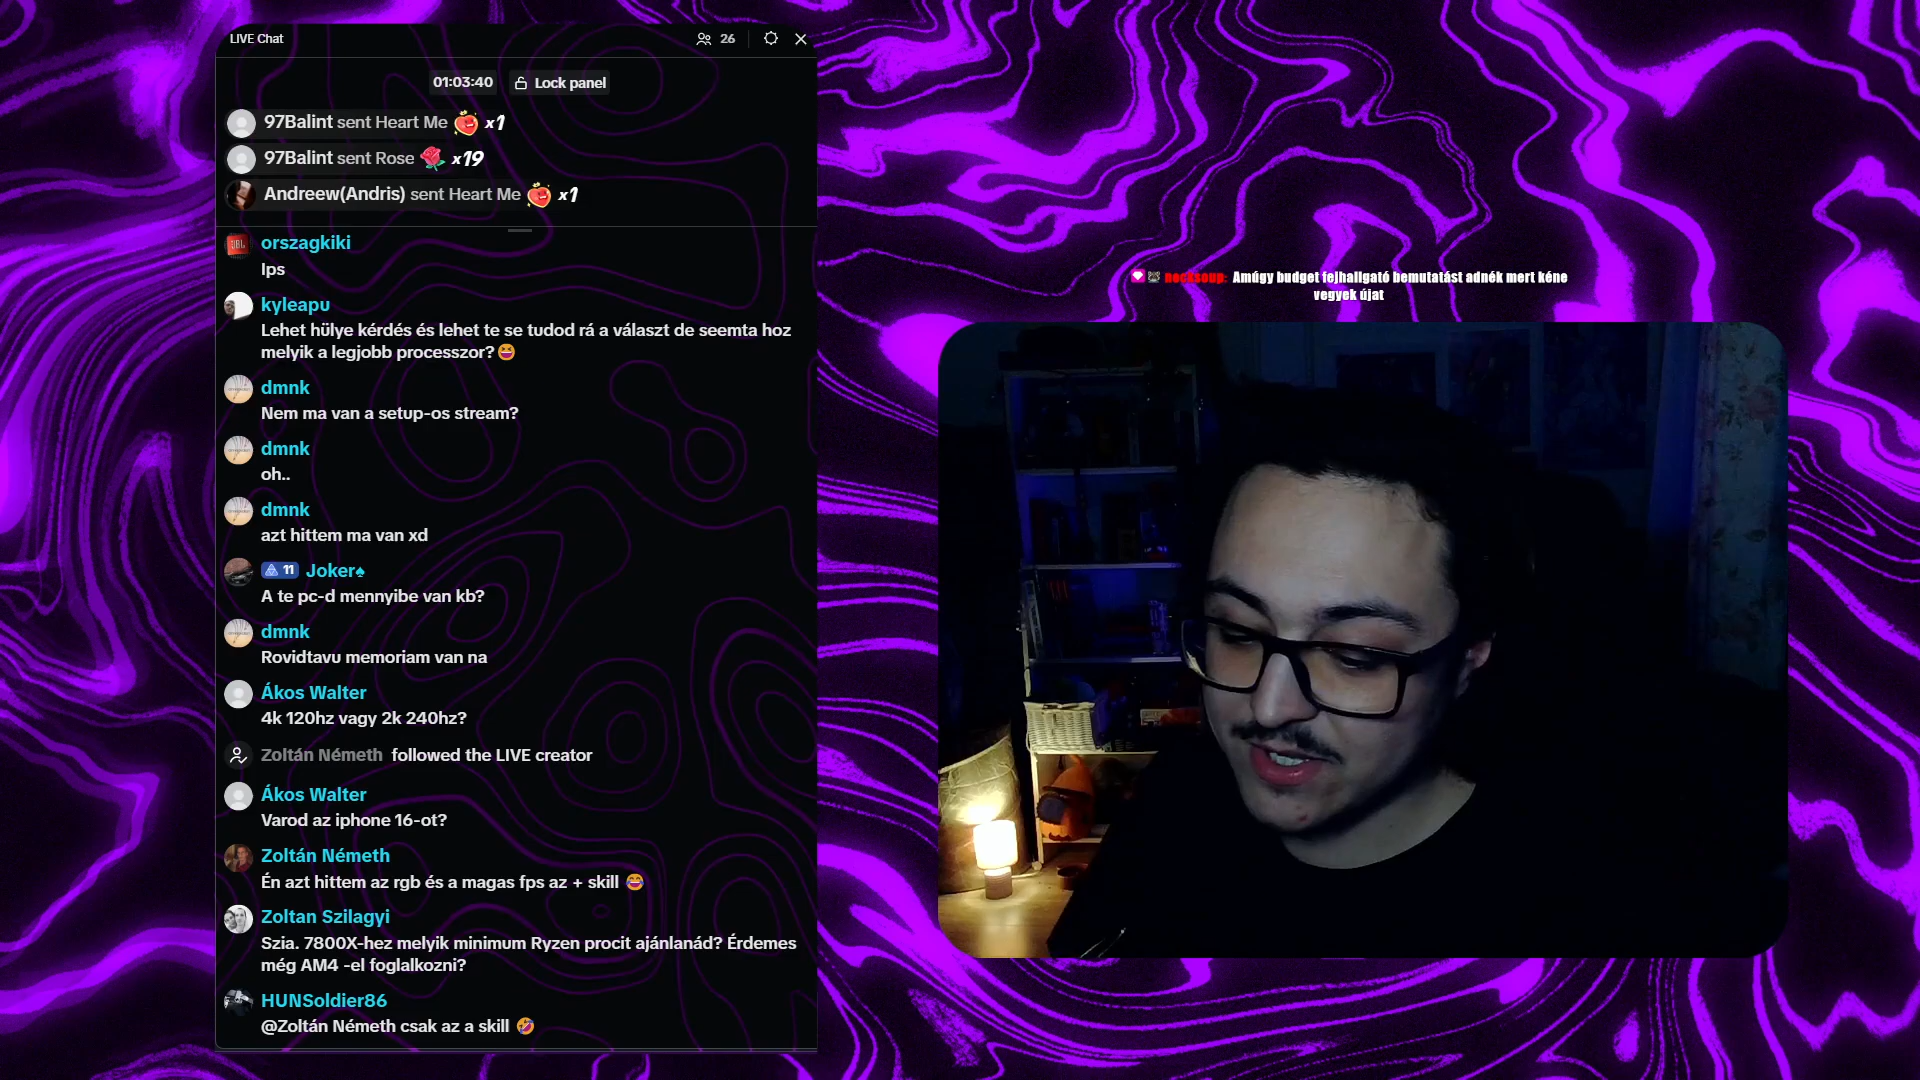 LIVE Chat
26
01:03:40
Lock panel
97Balint sent Heart Me x1
97Balint sent Rose x19
Andreew(Andris) sent Heart Me x1
JBL
orszagkiki
Ips
kyleapu
Lehet hülye kérdés és lehet te se tudod rá a választ de seemta hoz
melyik a legjobb processzor?😆
dmnk
Nem ma van a setup-os stream?
dmnk
oh..
dmnk
azt hittem ma van xd
11 Joker♠
A te pc-d mennyibe van kb?
dmnk
Rovidtavu memoriam van na
Ákos Walter
4k 120hz vagy 2k 240hz?
Zoltán Németh followed the LIVE creator
Ákos Walter
Varod az iphone 16-ot?
Zoltán Németh
Én azt hittem az rgb és a magas fps az + skill 😂
Zoltan Szilagyi
Szia. 7800X-hez melyik minimum Ryzen procit ajánlanád? Érdemes
még AM4 -el foglalkozni?
HUNSoldier86
@Zoltán Németh csak az a skill 🤣
necksoup: Amúgy budget fejhallgató bemutatást adnék mert kéne
vegyek újat